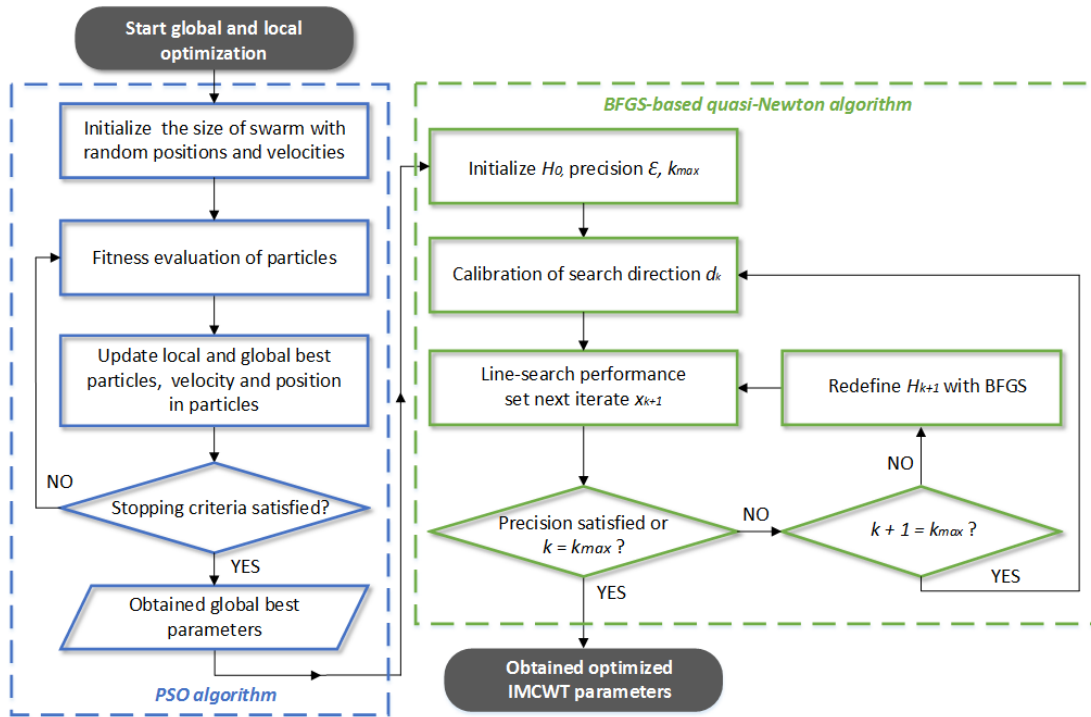 Start global and local
optimization
Initialize the size of swarm with
random positions and velocities
Fitness evaluation of particles
Update local and global best
particles, velocity and position
in particles
NO
Stopping criteria satisfied?
YES
Obtained global best
parameters
PSO algorithm
BFGS-based quasi-Newton algorithm
Initialize H0, precision Ɛ, kmax
Calibration of search direction dk
Line-search performance
set next iterate xk+1
Redefine Hk+1 with BFGS
NO
Precision satisfied or
k = kmax ?
NO
k + 1 = kmax ?
YES
YES
Obtained optimized
IMCWT parameters